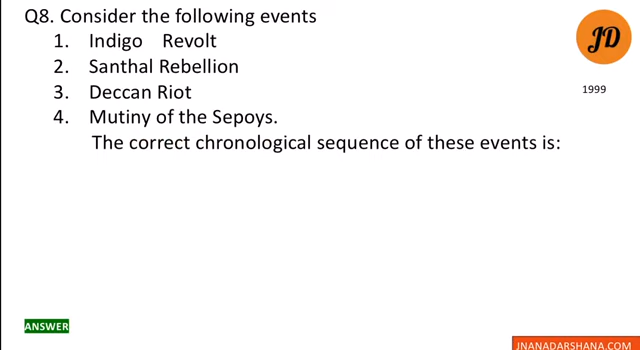 Q8. Consider the following events
JD
1. Indigo Revolt
2. Santhal Rebellion
1999
3. Deccan Riot
4. Mutiny of the Sepoys.
The correct chronological sequence of these events is:
ANSWER
JNANADARSHANA.COM